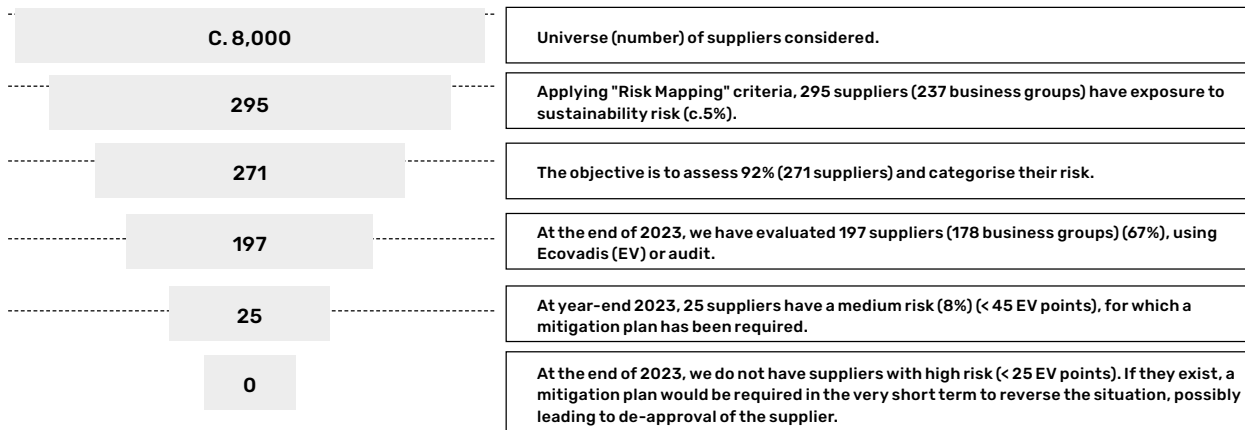 C. 8,000
Universe (number) of suppliers considered.
295
Applying "Risk Mapping" criteria, 295 suppliers (237 business groups) have exposure to
sustainability risk (c.5%).
271
The objective is to assess 92% (271 suppliers) and categorise their risk.
197
At the end of 2023, we have evaluated 197 suppliers (178 business groups) (67%), using
Ecovadis (EV) or audit.
25
At year-end 2023, 25 suppliers have a medium risk (8%) (< 45 EV points), for which a
mitigation plan has been required.
0
At the end of 2023, we do not have suppliers with high risk (< 25 EV points). If they exist, a
mitigation plan would be required in the very short term to reverse the situation, possibly
leading to de-approval of the supplier.